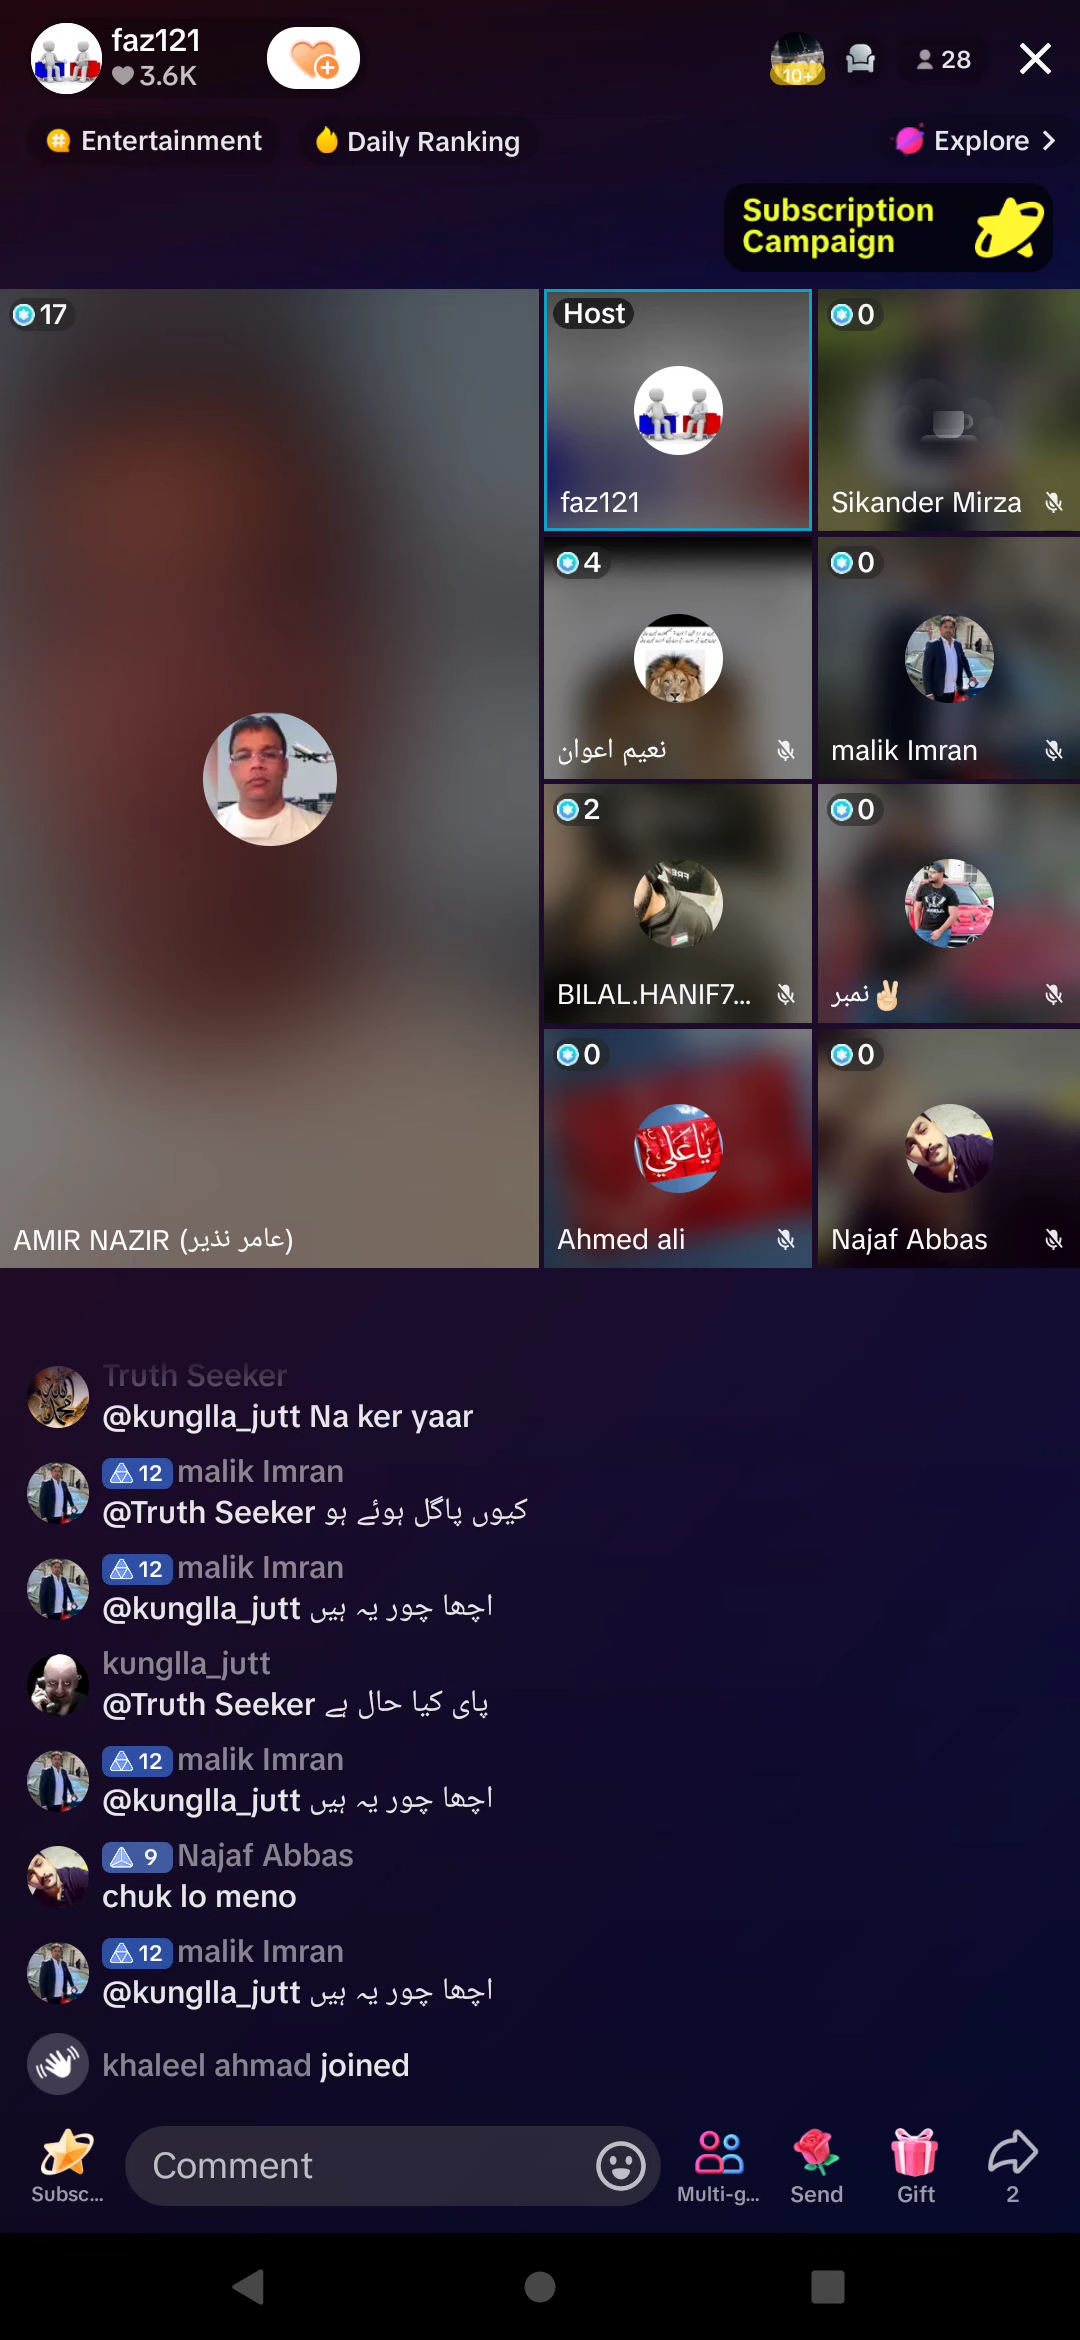 faz121
3.6K
10+
28
Entertainment
Daily Ranking
Explore
Subscription
Campaign
17
Host
0
faz121
Sikander Mirza
4
0
نعیم اعوان
malik Imran
2
0
FREE
BILAL.HANIF7...
نمبر✌🏻
0
0
ياعلي
Ahmed ali
Najaf Abbas
AMIR NAZIR (عامر نذیر)
Truth Seeker
@kunglla_jutt Na ker yaar
12 malik Imran
@Truth Seeker کیوں پاگل ہوئے ہو
12 malik Imran
@kunglla_jutt اچھا چور یہ ہیں
kunglla_jutt
@Truth Seeker پای کیا حال ہے
12 malik Imran
@kunglla_jutt اچھا چور یہ ہیں
9 Najaf Abbas
chuk lo meno
12 malik Imran
@kunglla_jutt اچھا چور یہ ہیں
khaleel ahmad joined
Comment
Subsc...
Multi-g...
Send
Gift
2